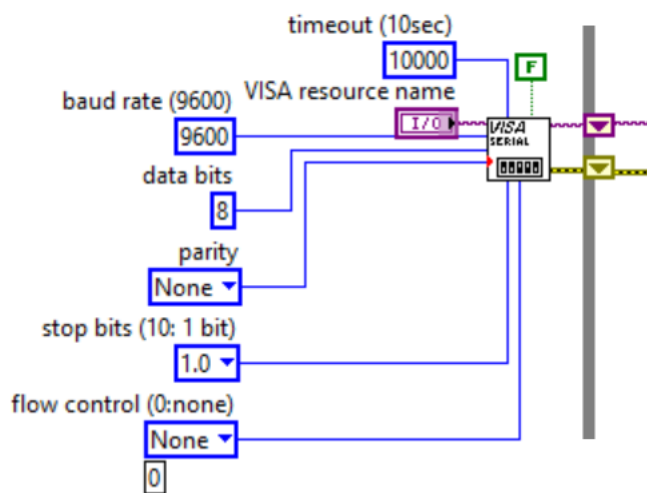 timeout (10sec)
10000
F
VISA resource name
I/O
baud rate (9600)
9600
VISA
SERIAL
data bits
8
parity
None
stop bits (10: 1 bit)
1.0
flow control (0:none)
None
0